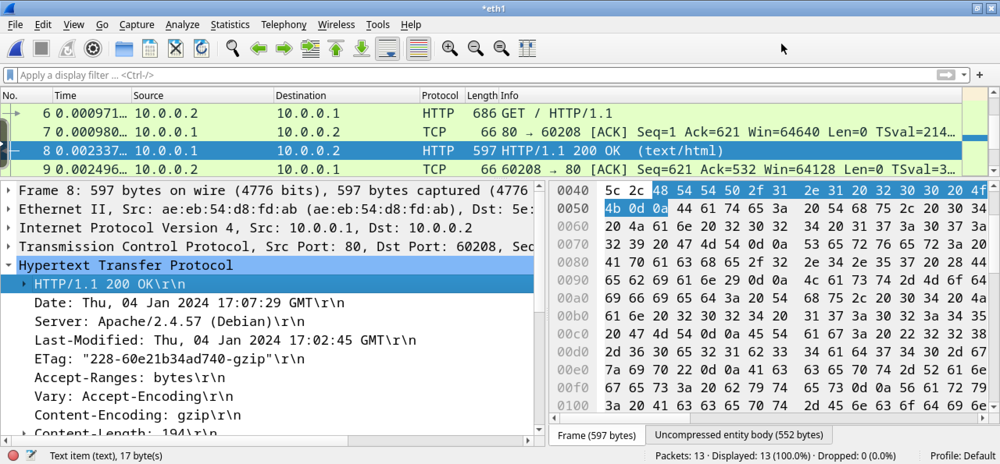 *eth1
File Edit View Go Capture Analyze Statistics Telephony Wireless Tools Help
Apply a display filter ... <Ctrl-/>
No. Time Source Destination Protocol Length Info
6 0.000971… 10.0.0.2 10.0.0.1 HTTP 686 GET / HTTP/1.1
7 0.000980… 10.0.0.1 10.0.0.2 TCP 66 80 → 60208 [ACK] Seq=1 Ack=621 Win=64640 Len=0 TSval=214…
8 0.002337… 10.0.0.1 10.0.0.2 HTTP 597 HTTP/1.1 200 OK (text/html)
9 0.002496… 10.0.0.2 10.0.0.1 TCP 66 60208 → 80 [ACK] Seq=621 Ack=532 Win=64128 Len=0 TSval=3…
Frame 8: 597 bytes on wire (4776 bits), 597 bytes captured (4776
Ethernet II, Src: ae:eb:54:d8:fd:ab (ae:eb:54:d8:fd:ab), Dst: 5e:
Internet Protocol Version 4, Src: 10.0.0.1, Dst: 10.0.0.2
Transmission Control Protocol, Src Port: 80, Dst Port: 60208, Seq
Hypertext Transfer Protocol
HTTP/1.1 200 OK\r\n
Date: Thu, 04 Jan 2024 17:07:29 GMT\r\n
Server: Apache/2.4.57 (Debian)\r\n
Last-Modified: Thu, 04 Jan 2024 17:02:45 GMT\r\n
ETag: "228-60e21b34ad740-gzip"\r\n
Accept-Ranges: bytes\r\n
Vary: Accept-Encoding\r\n
Content-Encoding: gzip\r\n
Content-Length: 194\r\n
0040 5c 2c 48 54 54 50 2f 31 2e 31 20 32 30 30 20 4f
0050 4b 0d 0a 44 61 74 65 3a 20 54 68 75 2c 20 30 34
0060 20 4a 61 6e 20 32 30 32 34 20 31 37 3a 30 37 3a
0070 32 39 20 47 4d 54 0d 0a 53 65 72 76 65 72 3a 20
0080 41 70 61 63 68 65 2f 32 2e 34 2e 35 37 20 28 44
0090 65 62 69 61 6e 29 0d 0a 4c 61 73 74 2d 4d 6f 64
00a0 69 66 69 65 64 3a 20 54 68 75 2c 20 30 34 20 4a
00b0 61 6e 20 32 30 32 34 20 31 37 3a 30 32 3a 34 35
00c0 20 47 4d 54 0d 0a 45 54 61 67 3a 20 22 32 32 38
00d0 2d 36 30 65 32 31 62 33 34 61 64 37 34 30 2d 67
00e0 7a 69 70 22 0d 0a 41 63 63 65 70 74 2d 52 61 6e
00f0 67 65 73 3a 20 62 79 74 65 73 0d 0a 56 61 72 79
0100 3a 20 41 63 63 65 70 74 2d 45 6e 63 6f 64 69 6e
Frame (597 bytes) Uncompressed entity body (552 bytes)
Text item (text), 17 byte(s) Packets: 13 · Displayed: 13 (100.0%) · Dropped: 0 (0.0%) Profile: Default